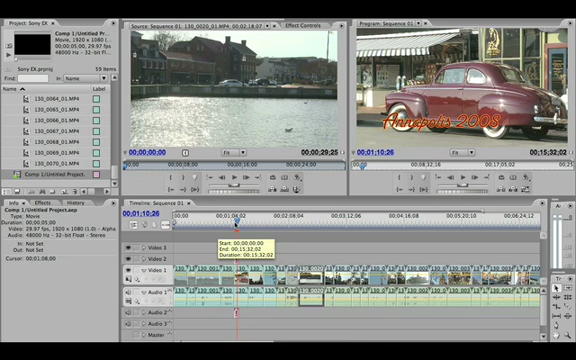 Project: Sony EX
Comp 1/Untitled Pr...
Movie, 1920 x 1080 (...
00;00;05;00, 29.97 fps
48000 Hz - 32-bit Float -
Sony EX.prproj
59 Items
Find:
In:
Name
Name
Label
130_0064_01.MP4
130_0065_01.MP4
130_0066_01.MP4
130_0067_01.MP4
130_0068_01.MP4
130_0069_01.MP4
130_0070_01.MP4
Comp 1/Untitled Project.
Source: Sequence 01: 130_0020_01.MP4: 00;02;18;07
Effect Controls
00;00;00;00
Fit
00;00;29;25
Program: Sequence 01
Annapolis 2008
00;01;10;26
Fit
00;15;32;02
Info
Effects
History
Comp 1/Untitled Project.aep
Type: Movie
Duration: 00;00;05;00
Video: 29.97 fps, 1920 x 1080 - Alpha
Audio: 48000 Hz - 32-bit Float - Stereo
In: Not Set
Out: Not Set
Cursor: 00;01;08;00
Timeline: Sequence 01
00;01;10;26
00;00
00;01;04;02
00;02;08;04
00;03;12;06
00;04;16;08
00;05;20;10
00;06;24;12
Start: 00;00;00;00
End: 00;15;32;02
Duration: 00;15;32;02
Video 3
Video 2
Video 1
Audio 1
Audio 2
Audio 3
Master